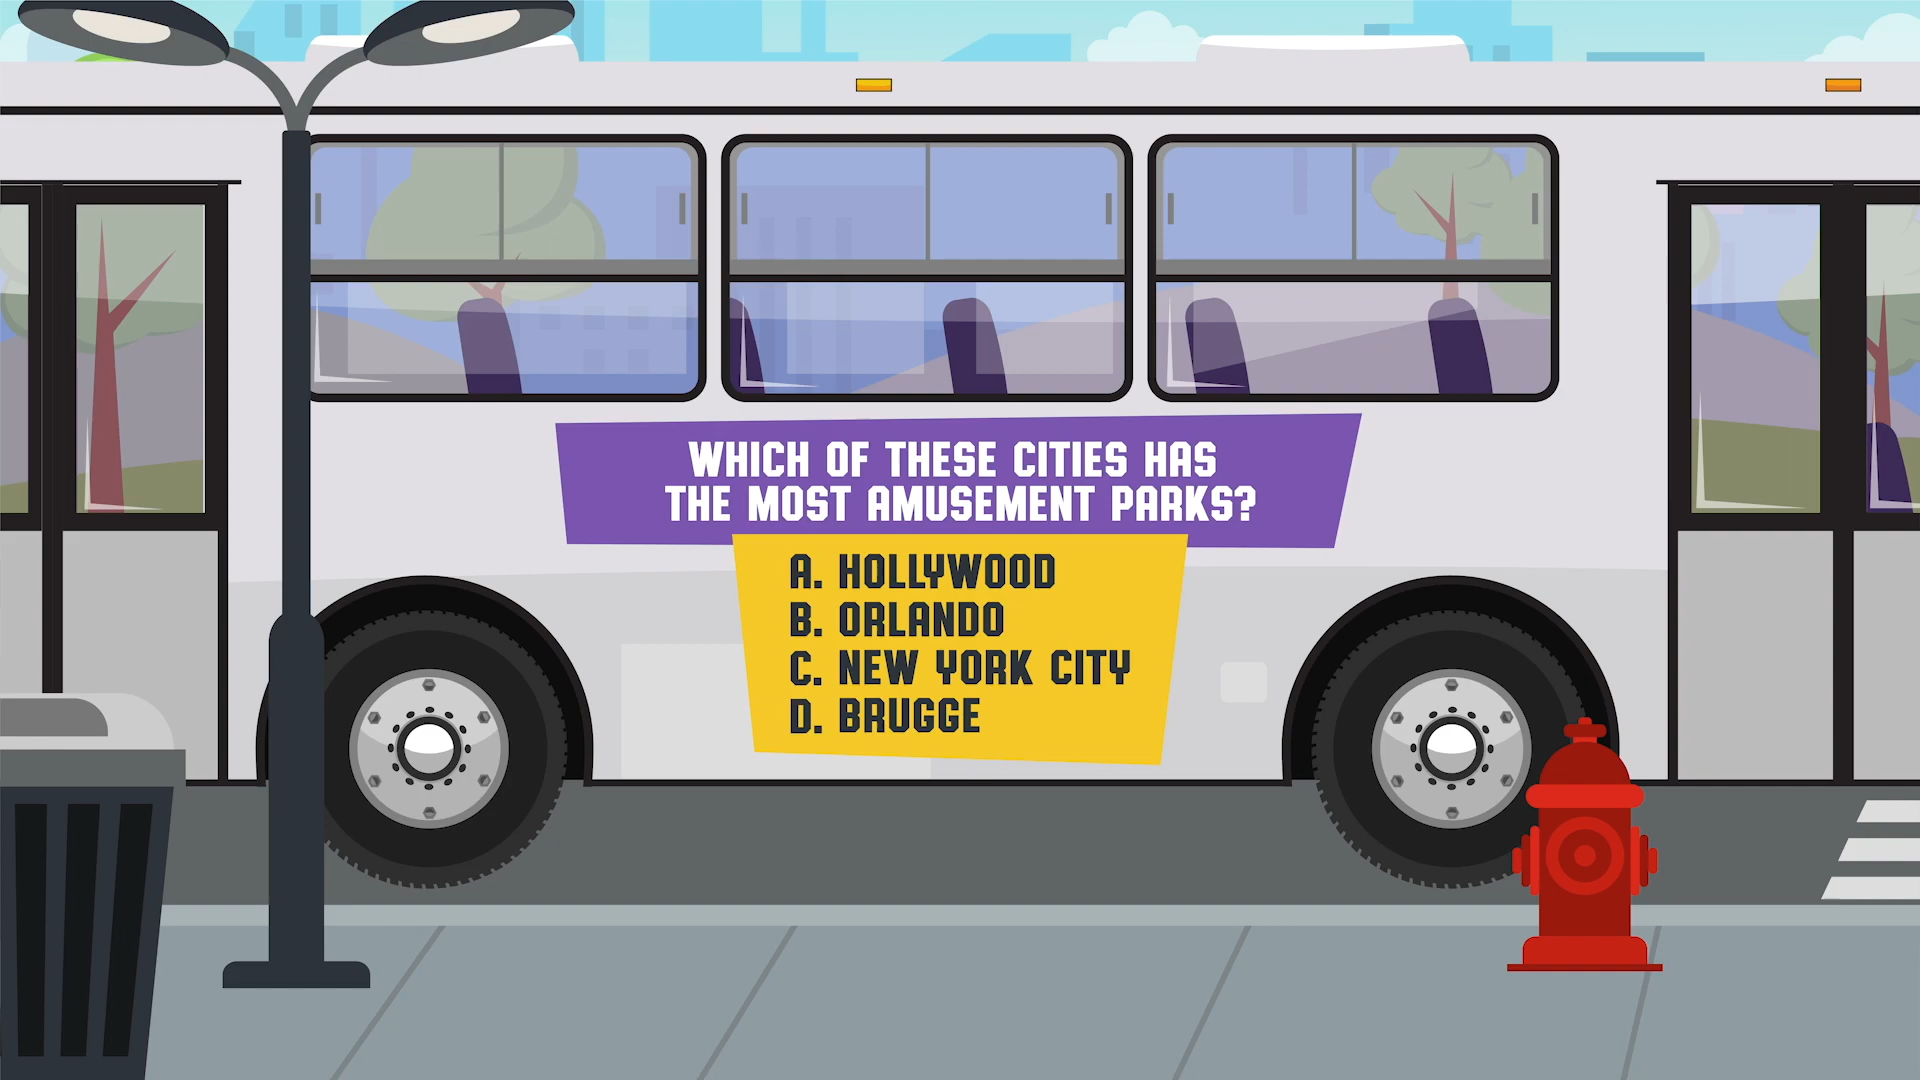 WHICH OF THESE CITIES HAS
THE MOST AMUSEMENT PARKS?
A. HOLLYWOOD
B. ORLANDO
C. NEW YORK CITY
D. BRUGGE